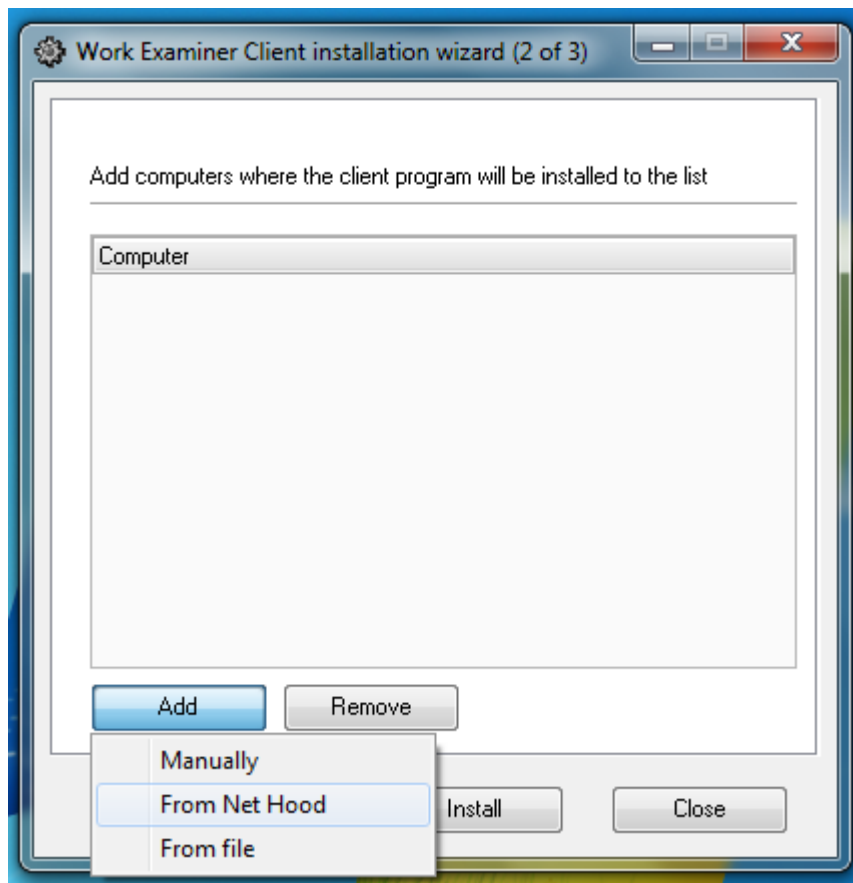 Work Examiner Client installation wizard (2 of 3)
Add computers where the client program will be installed to the list
Computer
Add Remove
Manually
From Net Hood Install Close
From file